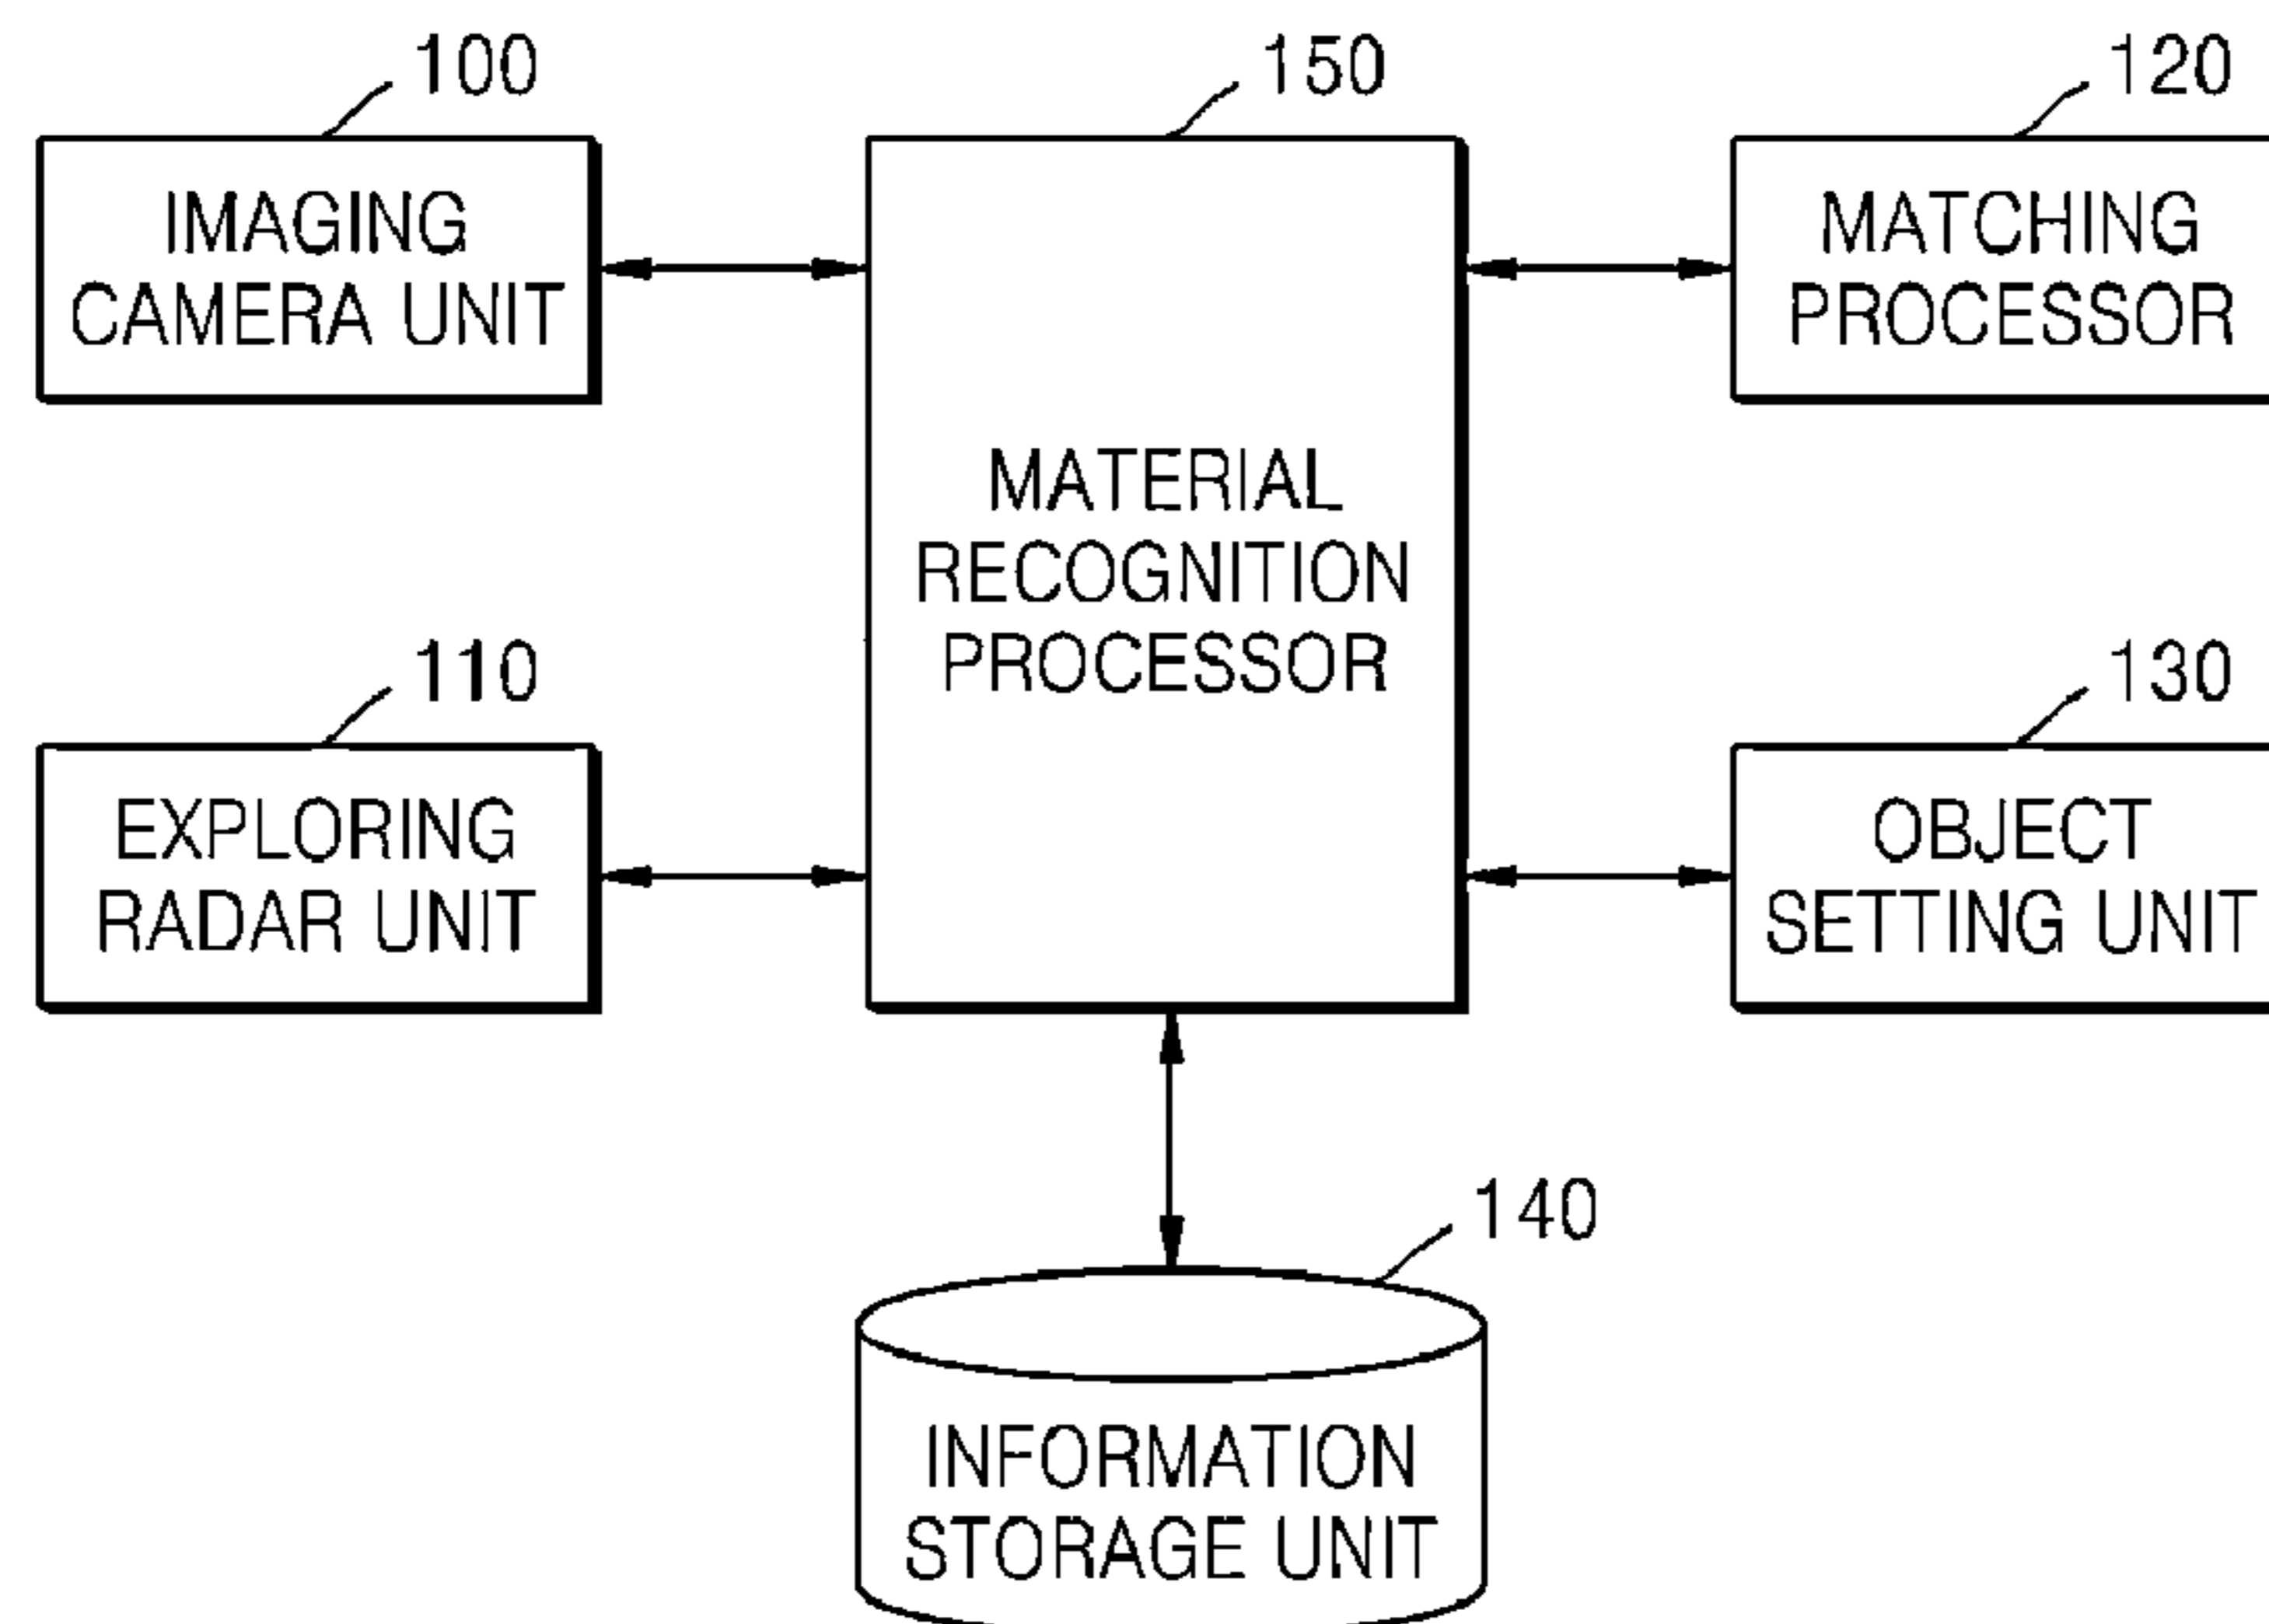 100
150
120
IMAGING
CAMERA UNIT
MATCHING
PROCESSOR
MATERIAL
RECOGNITION
PROCESSOR
110
130
EXPLORING
RADAR UNIT
OBJECT
SETTING UNIT
140
INFORMATION
STORAGE UNIT